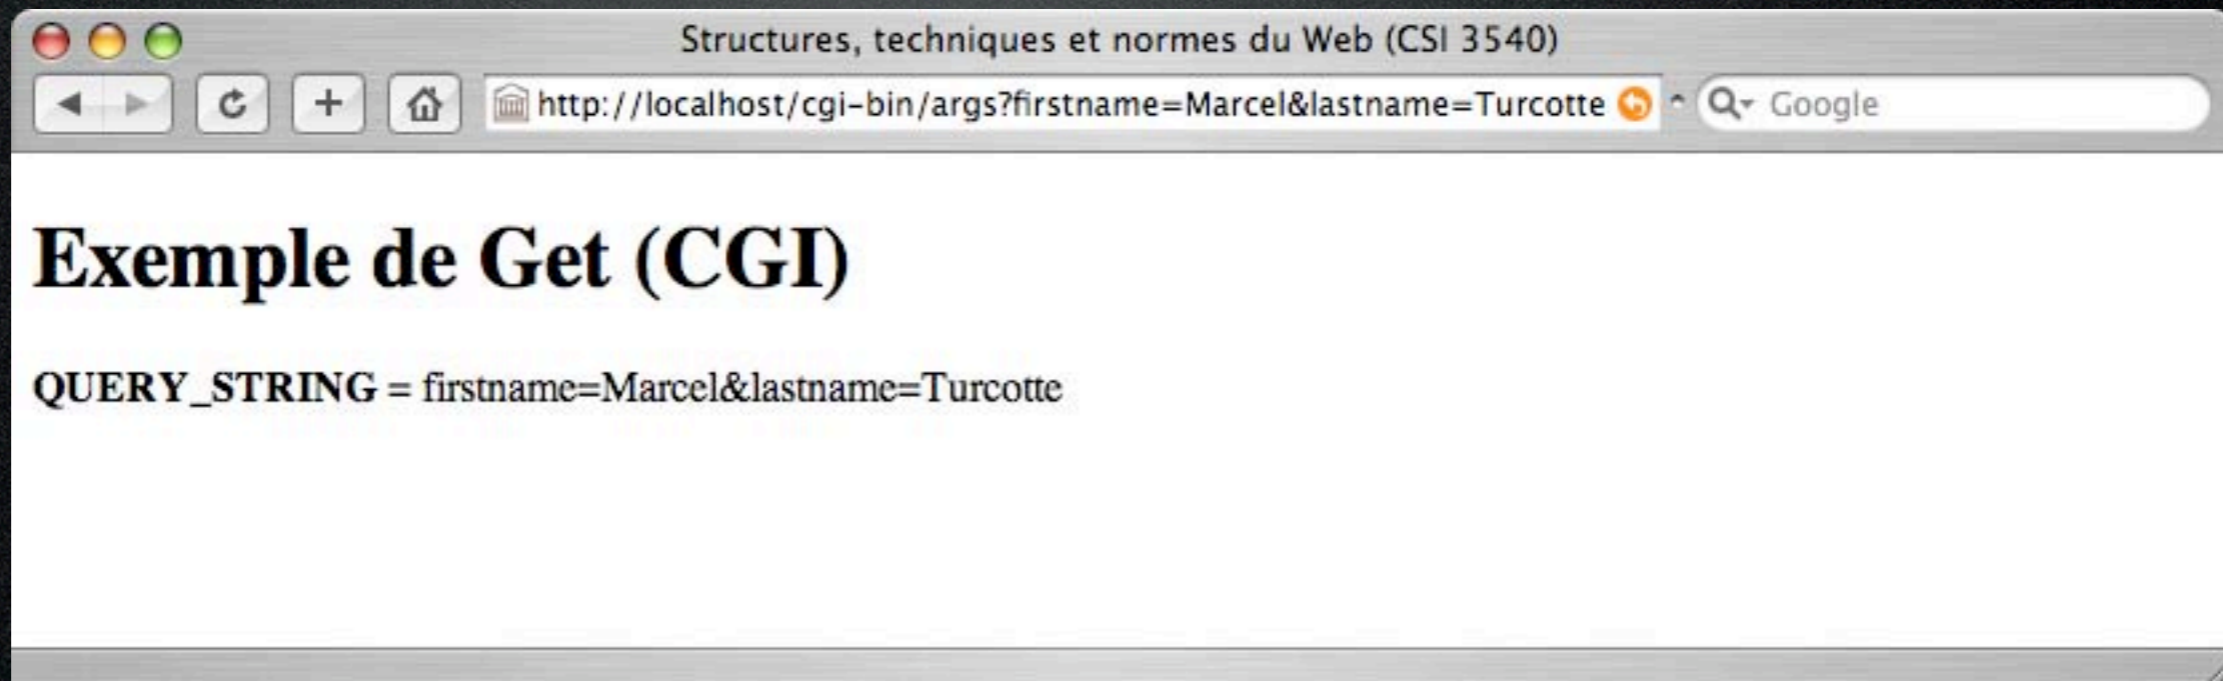 Structures, techniques et normes du Web (CSI 3540)
http://localhost/cgi-bin/args?firstname=Marcel&lastname=Turcotte
Google
Exemple de Get (CGI)
QUERY_STRING = firstname=Marcel&lastname=Turcotte